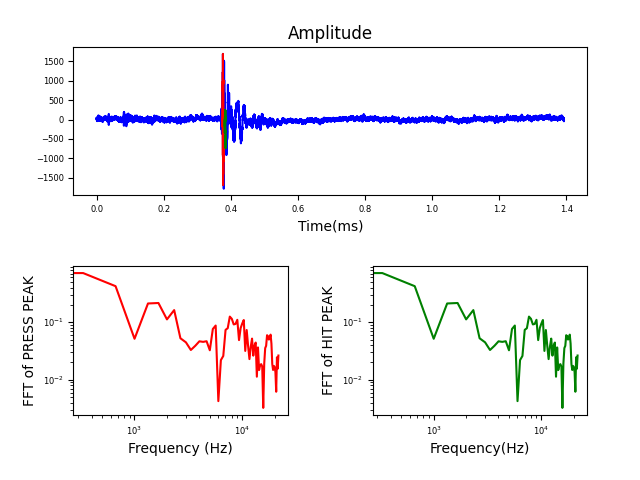 Amplitude
1500
1000
500
0
−500
−1000
−1500
0.0 0.2 0.4 0.6 0.8 1.0 1.2 1.4
Time(ms)
FFT of PRESS PEAK
10⁻¹
10⁻²
10³ 10⁴
Frequency (Hz)
FFT of HIT PEAK
10⁻¹
10⁻²
10³ 10⁴
Frequency(Hz)